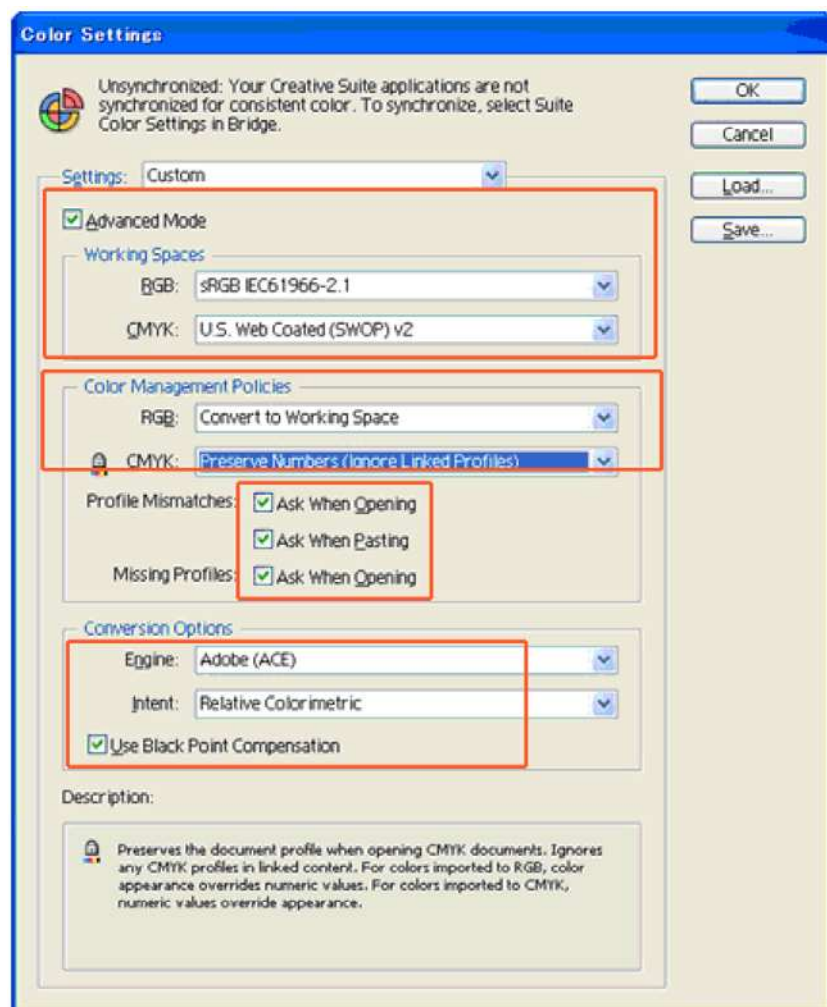 Color Settings
Unsynchronized: Your Creative Suite applications are not
synchronized for consistent color. To synchronize, select Suite
Color Settings in Bridge.
OK
Cancel
Load...
Save...
Settings: Custom
Advanced Mode
Working Spaces
RGB: sRGB IEC61966-2.1
CMYK: U.S. Web Coated (SWOP) v2
Color Management Policies
RGB: Convert to Working Space
CMYK: Preserve Numbers (Ignore Linked Profiles)
Profile Mismatches: Ask When Opening
Ask When Pasting
Missing Profiles: Ask When Opening
Conversion Options
Engine: Adobe (ACE)
Intent: Relative Colorimetric
Use Black Point Compensation
Description:
Preserves the document profile when opening CMYK documents. Ignores
any CMYK profiles in linked content. For colors imported to RGB, color
appearance overrides numeric values. For colors imported to CMYK,
numeric values override appearance.